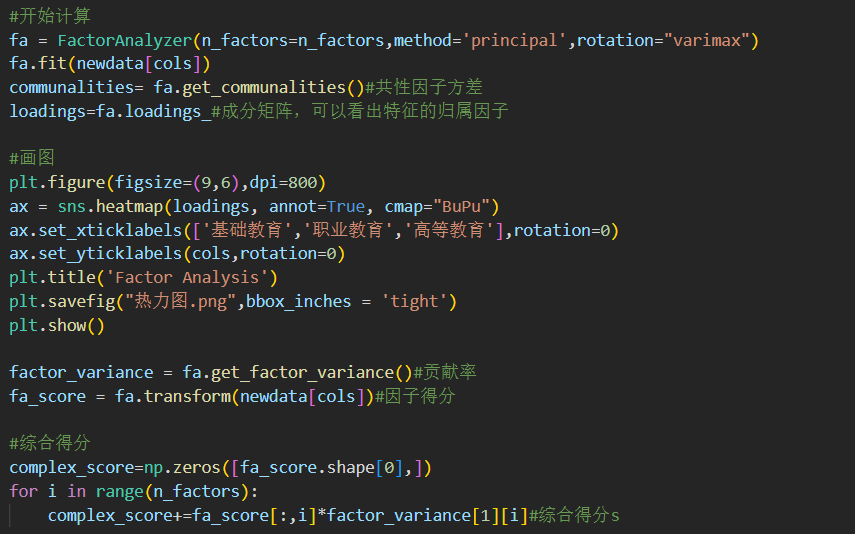 #开始计算
fa = FactorAnalyzer(n_factors=n_factors,method='principal',rotation="varimax")
fa.fit(newdata[cols])
communalities= fa.get_communalities()#共性因子方差
loadings=fa.loadings_#成分矩阵，可以看出特征的归属因子
#画图
plt.figure(figsize=(9,6),dpi=800)
ax = sns.heatmap(loadings, annot=True, cmap="BuPu")
ax.set_xticklabels(['基础教育','职业教育','高等教育'],rotation=0)
ax.set_yticklabels(cols,rotation=0)
plt.title('Factor Analysis')
plt.savefig("热力图.png",bbox_inches = 'tight')
plt.show()
factor_variance = fa.get_factor_variance()#贡献率
fa_score = fa.transform(newdata[cols])#因子得分
#综合得分
complex_score=np.zeros([fa_score.shape[0],])
for i in range(n_factors):
    complex_score+=fa_score[:,i]*factor_variance[1][i]#综合得分s